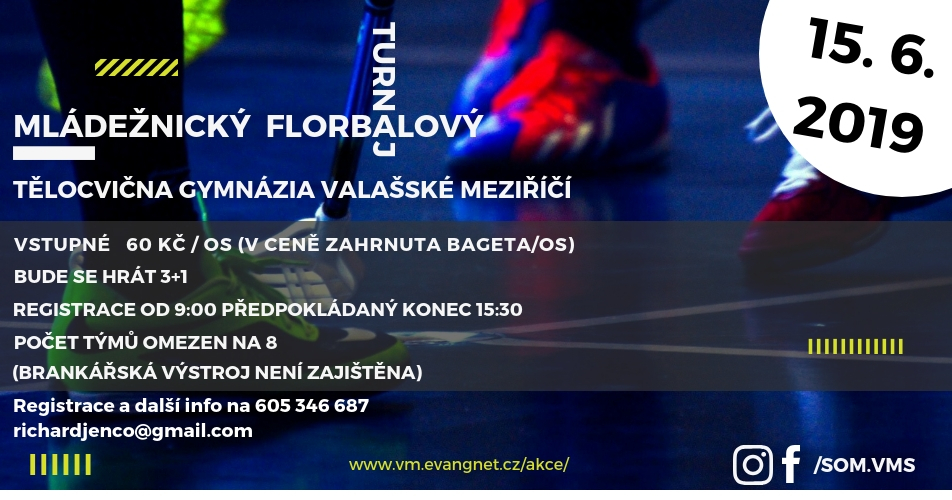 15. 6.
2019
MLÁDEŽNICKÝ FLORBALOVÝ
TURNAJ
TĚLOCVIČNA GYMNÁZIA VALAŠSKÉ MEZIŘÍČÍ
VSTUPNÉ 60 KČ / OS (V CENĚ ZAHRNUTA BAGETA/OS)
BUDE SE HRÁT 3+1
REGISTRACE OD 9:00 PŘEDPOKLÁDANÝ KONEC 15:30
POČET TÝMŮ OMEZEN NA 8
(BRANKÁŘSKÁ VÝSTROJ NENÍ ZAJIŠTĚNA)
Registrace a další info na 605 346 687
richardjenco@gmail.com
www.vm.evangnet.cz/akce/
/SOM.VMS